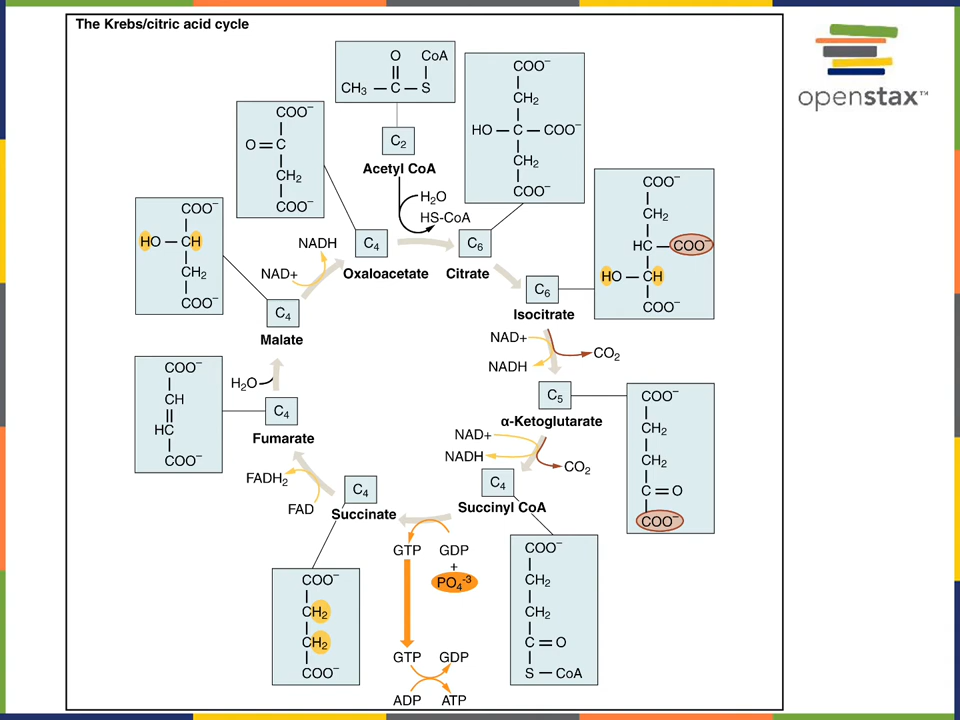 The Krebs/citric acid cycle
openstax™
O CoA
CH₃ — C — S
C₂
Acetyl CoA
H₂O
HS-CoA
COO⁻
CH₂
HO — C — COO⁻
CH₂
COO⁻
C₆
Citrate
COO⁻
O = C
CH₂
COO⁻
C₄
Oxaloacetate
COO⁻
CH₂
HC — COO⁻
HO — CH
COO⁻
C₆
Isocitrate
NAD+
NADH
CO₂
C₅
α-Ketoglutarate
COO⁻
CH₂
CH₂
C = O
COO⁻
NAD+
NADH
CO₂
C₄
Succinyl CoA
COO⁻
CH₂
CH₂
C = O
S — CoA
GTP GDP
+
PO₄⁻³
GTP GDP
ADP ATP
C₄
Succinate
COO⁻
CH₂
CH₂
COO⁻
FADH₂
FAD
C₄
Fumarate
COO⁻
CH
HC
COO⁻
H₂O
C₄
Malate
COO⁻
HO — CH
CH₂
COO⁻
NADH
NAD+